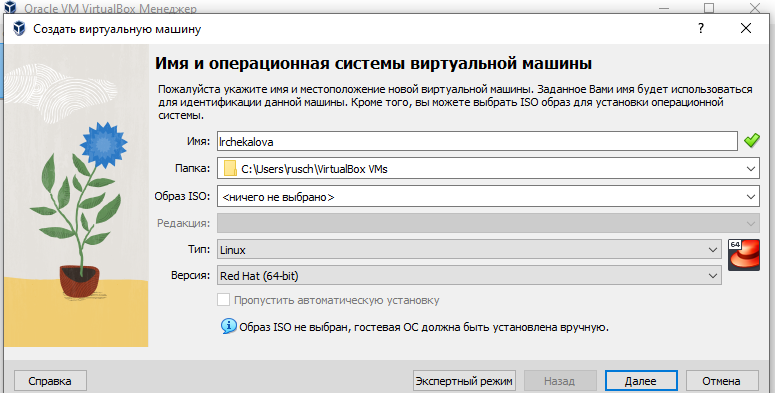 Oracle VM VirtualBox Менеджер
Создать виртуальную машину
Имя и операционная системы виртуальной машины
Пожалуйста укажите имя и местоположение новой виртуальной машины. Заданное Вами имя будет использоваться
для идентификации данной машины. Кроме того, вы можете выбрать ISO образ для установки операционной
системы.
Имя: lrchekalova
Папка: C:\Users\rusch\VirtualBox VMs
Образ ISO: <ничего не выбрано>
Редакция:
Тип: Linux 64
Версия: Red Hat (64-bit)
Пропустить автоматическую установку
Образ ISO не выбран, гостевая ОС должна быть установлена вручную.
Справка Экспертный режим Назад Далее Отмена